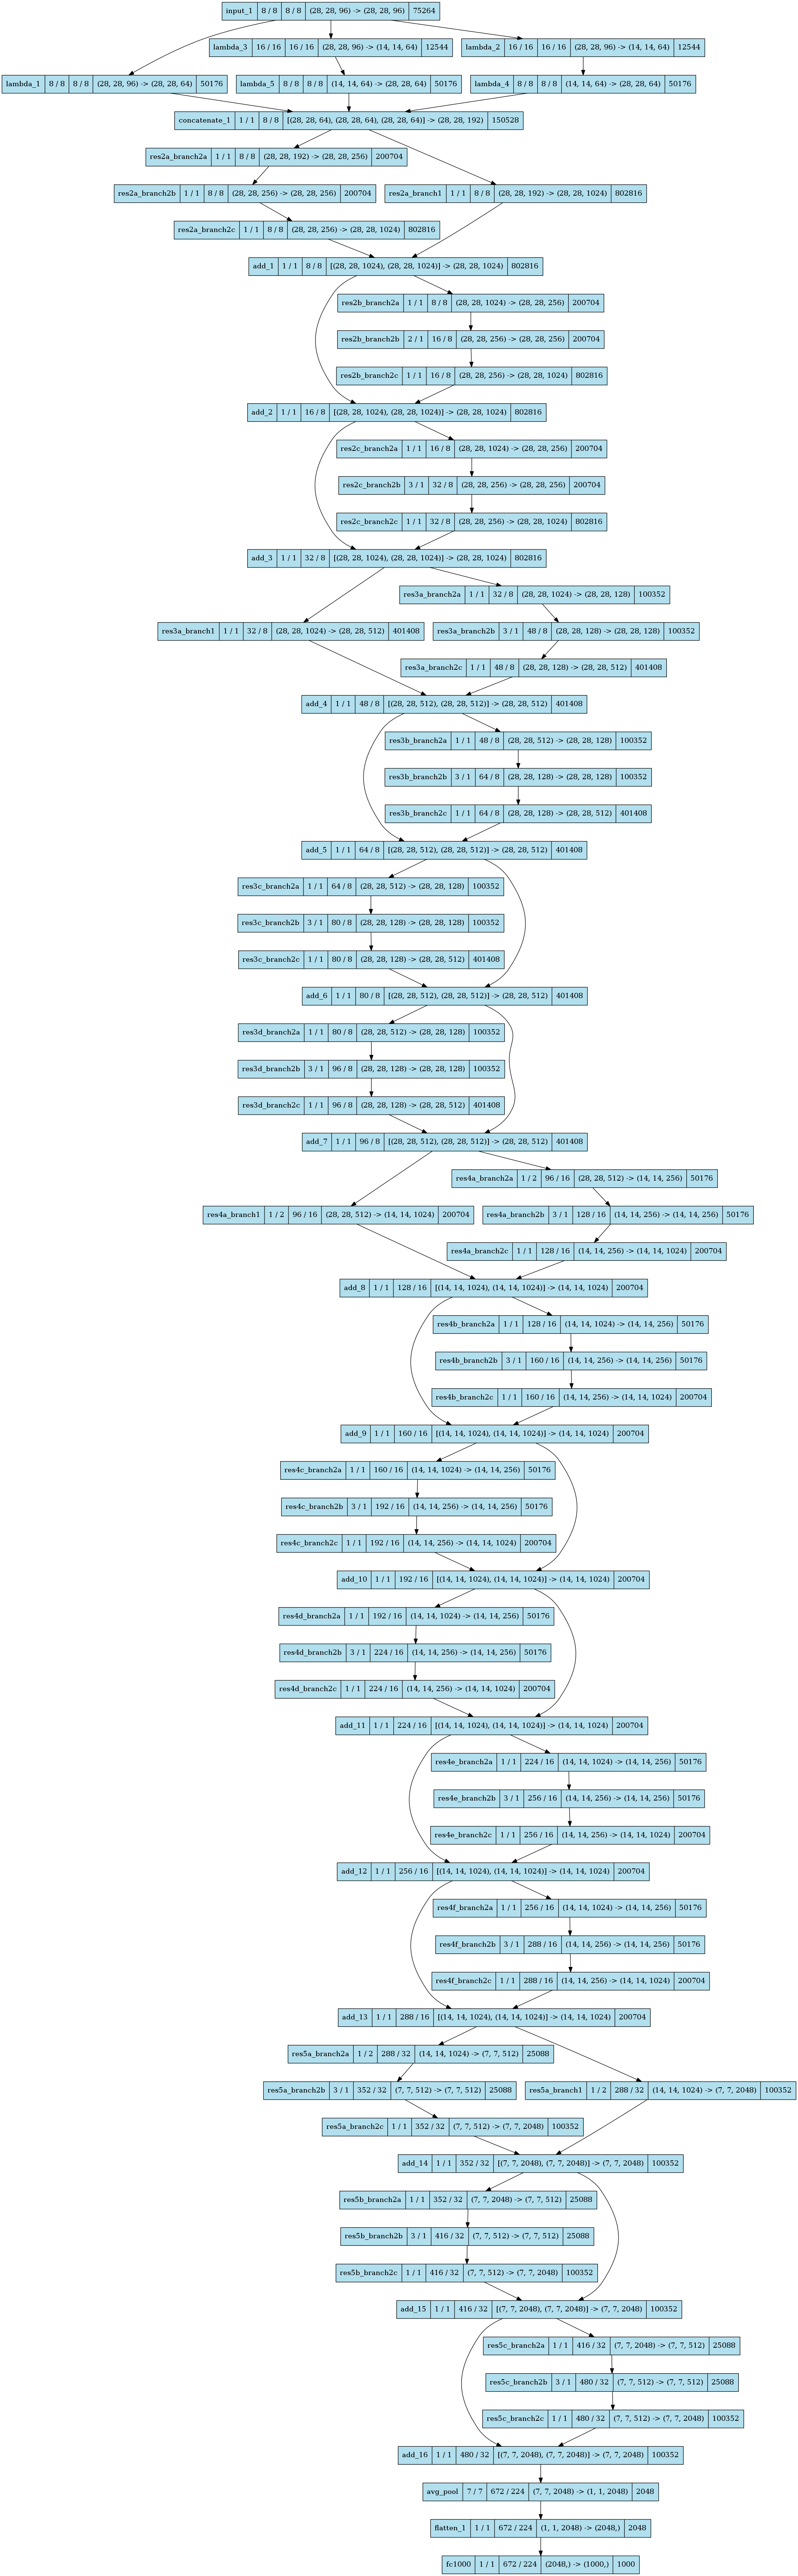 input_1 8 / 8 8 / 8 (28, 28, 96) -> (28, 28, 96) 75264
lambda_3 16 / 16 16 / 16 (28, 28, 96) -> (14, 14, 64) 12544
lambda_2 16 / 16 16 / 16 (28, 28, 96) -> (14, 14, 64) 12544
lambda_1 8 / 8 8 / 8 (28, 28, 96) -> (28, 28, 64) 50176
lambda_5 8 / 8 8 / 8 (14, 14, 64) -> (28, 28, 64) 50176
lambda_4 8 / 8 8 / 8 (14, 14, 64) -> (28, 28, 64) 50176
concatenate_1 1 / 1 8 / 8 [(28, 28, 64), (28, 28, 64), (28, 28, 64)] -> (28, 28, 192) 150528
res2a_branch2a 1 / 1 8 / 8 (28, 28, 192) -> (28, 28, 256) 200704
res2a_branch2b 1 / 1 8 / 8 (28, 28, 256) -> (28, 28, 256) 200704
res2a_branch1 1 / 1 8 / 8 (28, 28, 192) -> (28, 28, 1024) 802816
res2a_branch2c 1 / 1 8 / 8 (28, 28, 256) -> (28, 28, 1024) 802816
add_1 1 / 1 8 / 8 [(28, 28, 1024), (28, 28, 1024)] -> (28, 28, 1024) 802816
res2b_branch2a 1 / 1 8 / 8 (28, 28, 1024) -> (28, 28, 256) 200704
res2b_branch2b 2 / 1 16 / 8 (28, 28, 256) -> (28, 28, 256) 200704
res2b_branch2c 1 / 1 16 / 8 (28, 28, 256) -> (28, 28, 1024) 802816
add_2 1 / 1 16 / 8 [(28, 28, 1024), (28, 28, 1024)] -> (28, 28, 1024) 802816
res2c_branch2a 1 / 1 16 / 8 (28, 28, 1024) -> (28, 28, 256) 200704
res2c_branch2b 3 / 1 32 / 8 (28, 28, 256) -> (28, 28, 256) 200704
res2c_branch2c 1 / 1 32 / 8 (28, 28, 256) -> (28, 28, 1024) 802816
add_3 1 / 1 32 / 8 [(28, 28, 1024), (28, 28, 1024)] -> (28, 28, 1024) 802816
res3a_branch2a 1 / 1 32 / 8 (28, 28, 1024) -> (28, 28, 128) 100352
res3a_branch1 1 / 1 32 / 8 (28, 28, 1024) -> (28, 28, 512) 401408
res3a_branch2b 3 / 1 48 / 8 (28, 28, 128) -> (28, 28, 128) 100352
res3a_branch2c 1 / 1 48 / 8 (28, 28, 128) -> (28, 28, 512) 401408
add_4 1 / 1 48 / 8 [(28, 28, 512), (28, 28, 512)] -> (28, 28, 512) 401408
res3b_branch2a 1 / 1 48 / 8 (28, 28, 512) -> (28, 28, 128) 100352
res3b_branch2b 3 / 1 64 / 8 (28, 28, 128) -> (28, 28, 128) 100352
res3b_branch2c 1 / 1 64 / 8 (28, 28, 128) -> (28, 28, 512) 401408
add_5 1 / 1 64 / 8 [(28, 28, 512), (28, 28, 512)] -> (28, 28, 512) 401408
res3c_branch2a 1 / 1 64 / 8 (28, 28, 512) -> (28, 28, 128) 100352
res3c_branch2b 3 / 1 80 / 8 (28, 28, 128) -> (28, 28, 128) 100352
res3c_branch2c 1 / 1 80 / 8 (28, 28, 128) -> (28, 28, 512) 401408
add_6 1 / 1 80 / 8 [(28, 28, 512), (28, 28, 512)] -> (28, 28, 512) 401408
res3d_branch2a 1 / 1 80 / 8 (28, 28, 512) -> (28, 28, 128) 100352
res3d_branch2b 3 / 1 96 / 8 (28, 28, 128) -> (28, 28, 128) 100352
res3d_branch2c 1 / 1 96 / 8 (28, 28, 128) -> (28, 28, 512) 401408
add_7 1 / 1 96 / 8 [(28, 28, 512), (28, 28, 512)] -> (28, 28, 512) 401408
res4a_branch2a 1 / 2 96 / 16 (28, 28, 512) -> (14, 14, 256) 50176
res4a_branch1 1 / 2 96 / 16 (28, 28, 512) -> (14, 14, 1024) 200704
res4a_branch2b 3 / 1 128 / 16 (14, 14, 256) -> (14, 14, 256) 50176
res4a_branch2c 1 / 1 128 / 16 (14, 14, 256) -> (14, 14, 1024) 200704
add_8 1 / 1 128 / 16 [(14, 14, 1024), (14, 14, 1024)] -> (14, 14, 1024) 200704
res4b_branch2a 1 / 1 128 / 16 (14, 14, 1024) -> (14, 14, 256) 50176
res4b_branch2b 3 / 1 160 / 16 (14, 14, 256) -> (14, 14, 256) 50176
res4b_branch2c 1 / 1 160 / 16 (14, 14, 256) -> (14, 14, 1024) 200704
add_9 1 / 1 160 / 16 [(14, 14, 1024), (14, 14, 1024)] -> (14, 14, 1024) 200704
res4c_branch2a 1 / 1 160 / 16 (14, 14, 1024) -> (14, 14, 256) 50176
res4c_branch2b 3 / 1 192 / 16 (14, 14, 256) -> (14, 14, 256) 50176
res4c_branch2c 1 / 1 192 / 16 (14, 14, 256) -> (14, 14, 1024) 200704
add_10 1 / 1 192 / 16 [(14, 14, 1024), (14, 14, 1024)] -> (14, 14, 1024) 200704
res4d_branch2a 1 / 1 192 / 16 (14, 14, 1024) -> (14, 14, 256) 50176
res4d_branch2b 3 / 1 224 / 16 (14, 14, 256) -> (14, 14, 256) 50176
res4d_branch2c 1 / 1 224 / 16 (14, 14, 256) -> (14, 14, 1024) 200704
add_11 1 / 1 224 / 16 [(14, 14, 1024), (14, 14, 1024)] -> (14, 14, 1024) 200704
res4e_branch2a 1 / 1 224 / 16 (14, 14, 1024) -> (14, 14, 256) 50176
res4e_branch2b 3 / 1 256 / 16 (14, 14, 256) -> (14, 14, 256) 50176
res4e_branch2c 1 / 1 256 / 16 (14, 14, 256) -> (14, 14, 1024) 200704
add_12 1 / 1 256 / 16 [(14, 14, 1024), (14, 14, 1024)] -> (14, 14, 1024) 200704
res4f_branch2a 1 / 1 256 / 16 (14, 14, 1024) -> (14, 14, 256) 50176
res4f_branch2b 3 / 1 288 / 16 (14, 14, 256) -> (14, 14, 256) 50176
res4f_branch2c 1 / 1 288 / 16 (14, 14, 256) -> (14, 14, 1024) 200704
add_13 1 / 1 288 / 16 [(14, 14, 1024), (14, 14, 1024)] -> (14, 14, 1024) 200704
res5a_branch2a 1 / 2 288 / 32 (14, 14, 1024) -> (7, 7, 512) 25088
res5a_branch2b 3 / 1 352 / 32 (7, 7, 512) -> (7, 7, 512) 25088
res5a_branch1 1 / 2 288 / 32 (14, 14, 1024) -> (7, 7, 2048) 100352
res5a_branch2c 1 / 1 352 / 32 (7, 7, 512) -> (7, 7, 2048) 100352
add_14 1 / 1 352 / 32 [(7, 7, 2048), (7, 7, 2048)] -> (7, 7, 2048) 100352
res5b_branch2a 1 / 1 352 / 32 (7, 7, 2048) -> (7, 7, 512) 25088
res5b_branch2b 3 / 1 416 / 32 (7, 7, 512) -> (7, 7, 512) 25088
res5b_branch2c 1 / 1 416 / 32 (7, 7, 512) -> (7, 7, 2048) 100352
add_15 1 / 1 416 / 32 [(7, 7, 2048), (7, 7, 2048)] -> (7, 7, 2048) 100352
res5c_branch2a 1 / 1 416 / 32 (7, 7, 2048) -> (7, 7, 512) 25088
res5c_branch2b 3 / 1 480 / 32 (7, 7, 512) -> (7, 7, 512) 25088
res5c_branch2c 1 / 1 480 / 32 (7, 7, 512) -> (7, 7, 2048) 100352
add_16 1 / 1 480 / 32 [(7, 7, 2048), (7, 7, 2048)] -> (7, 7, 2048) 100352
avg_pool 7 / 7 672 / 224 (7, 7, 2048) -> (1, 1, 2048) 2048
flatten_1 1 / 1 672 / 224 (1, 1, 2048) -> (2048,) 2048
fc1000 1 / 1 672 / 224 (2048,) -> (1000,) 1000